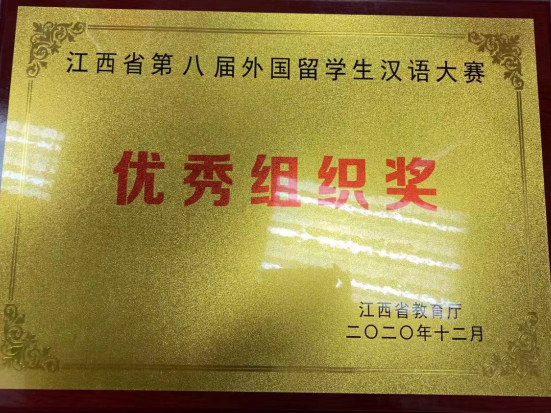 江西省第八届外国留学生汉语大赛
优秀组织奖
江西省教育厅
二〇二〇年十二月